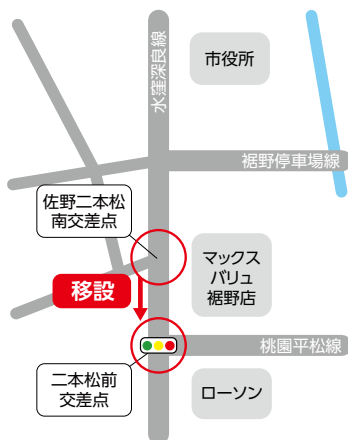 水窪深良線
市役所
裾野停車場線
佐野二本松
南交差点
マックス
バリュ
裾野店
移設
桃園平松線
二本松前
交差点
ローソン